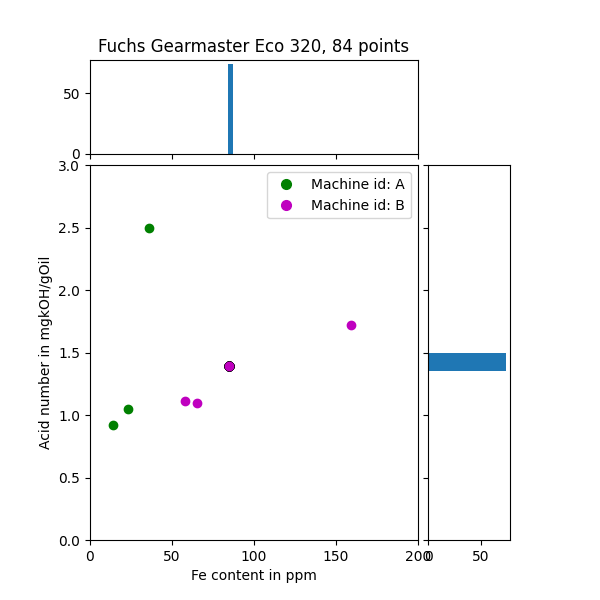 Fuchs Gearmaster Eco 320, 84 points
50
0
3.0
2.5
2.0
1.5
1.0
0.5
0.0
Acid number in mgkOH/gOil
Machine id: A
Machine id: B
0 50 100 150 200
0 50
Fe content in ppm